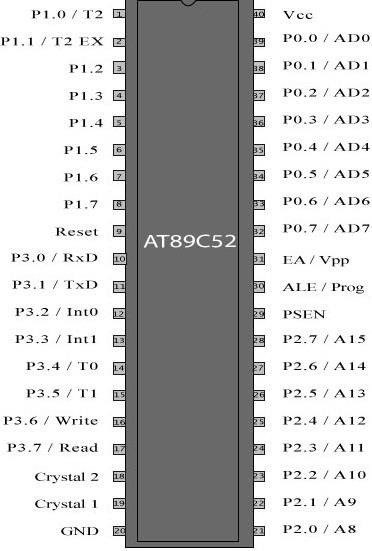 P1.0 / T2 1 40 Vcc
P1.1 / T2 EX 2 39 P0.0 / AD0
P1.2 3 38 P0.1 / AD1
P1.3 4 37 P0.2 / AD2
P1.4 5 36 P0.3 / AD3
P1.5 6 35 P0.4 / AD4
P1.6 7 34 P0.5 / AD5
P1.7 8 33 P0.6 / AD6
Reset 9 32 P0.7 / AD7
AT89C52
P3.0 / RxD 10 31 EA / Vpp
P3.1 / TxD 11 30 ALE / Prog
P3.2 / Int0 12 29 PSEN
P3.3 / Int1 13 28 P2.7 / A15
P3.4 / T0 14 27 P2.6 / A14
P3.5 / T1 15 26 P2.5 / A13
P3.6 / Write 16 25 P2.4 / A12
P3.7 / Read 17 24 P2.3 / A11
Crystal 2 18 23 P2.2 / A10
Crystal 1 19 22 P2.1 / A9
GND 20 21 P2.0 / A8